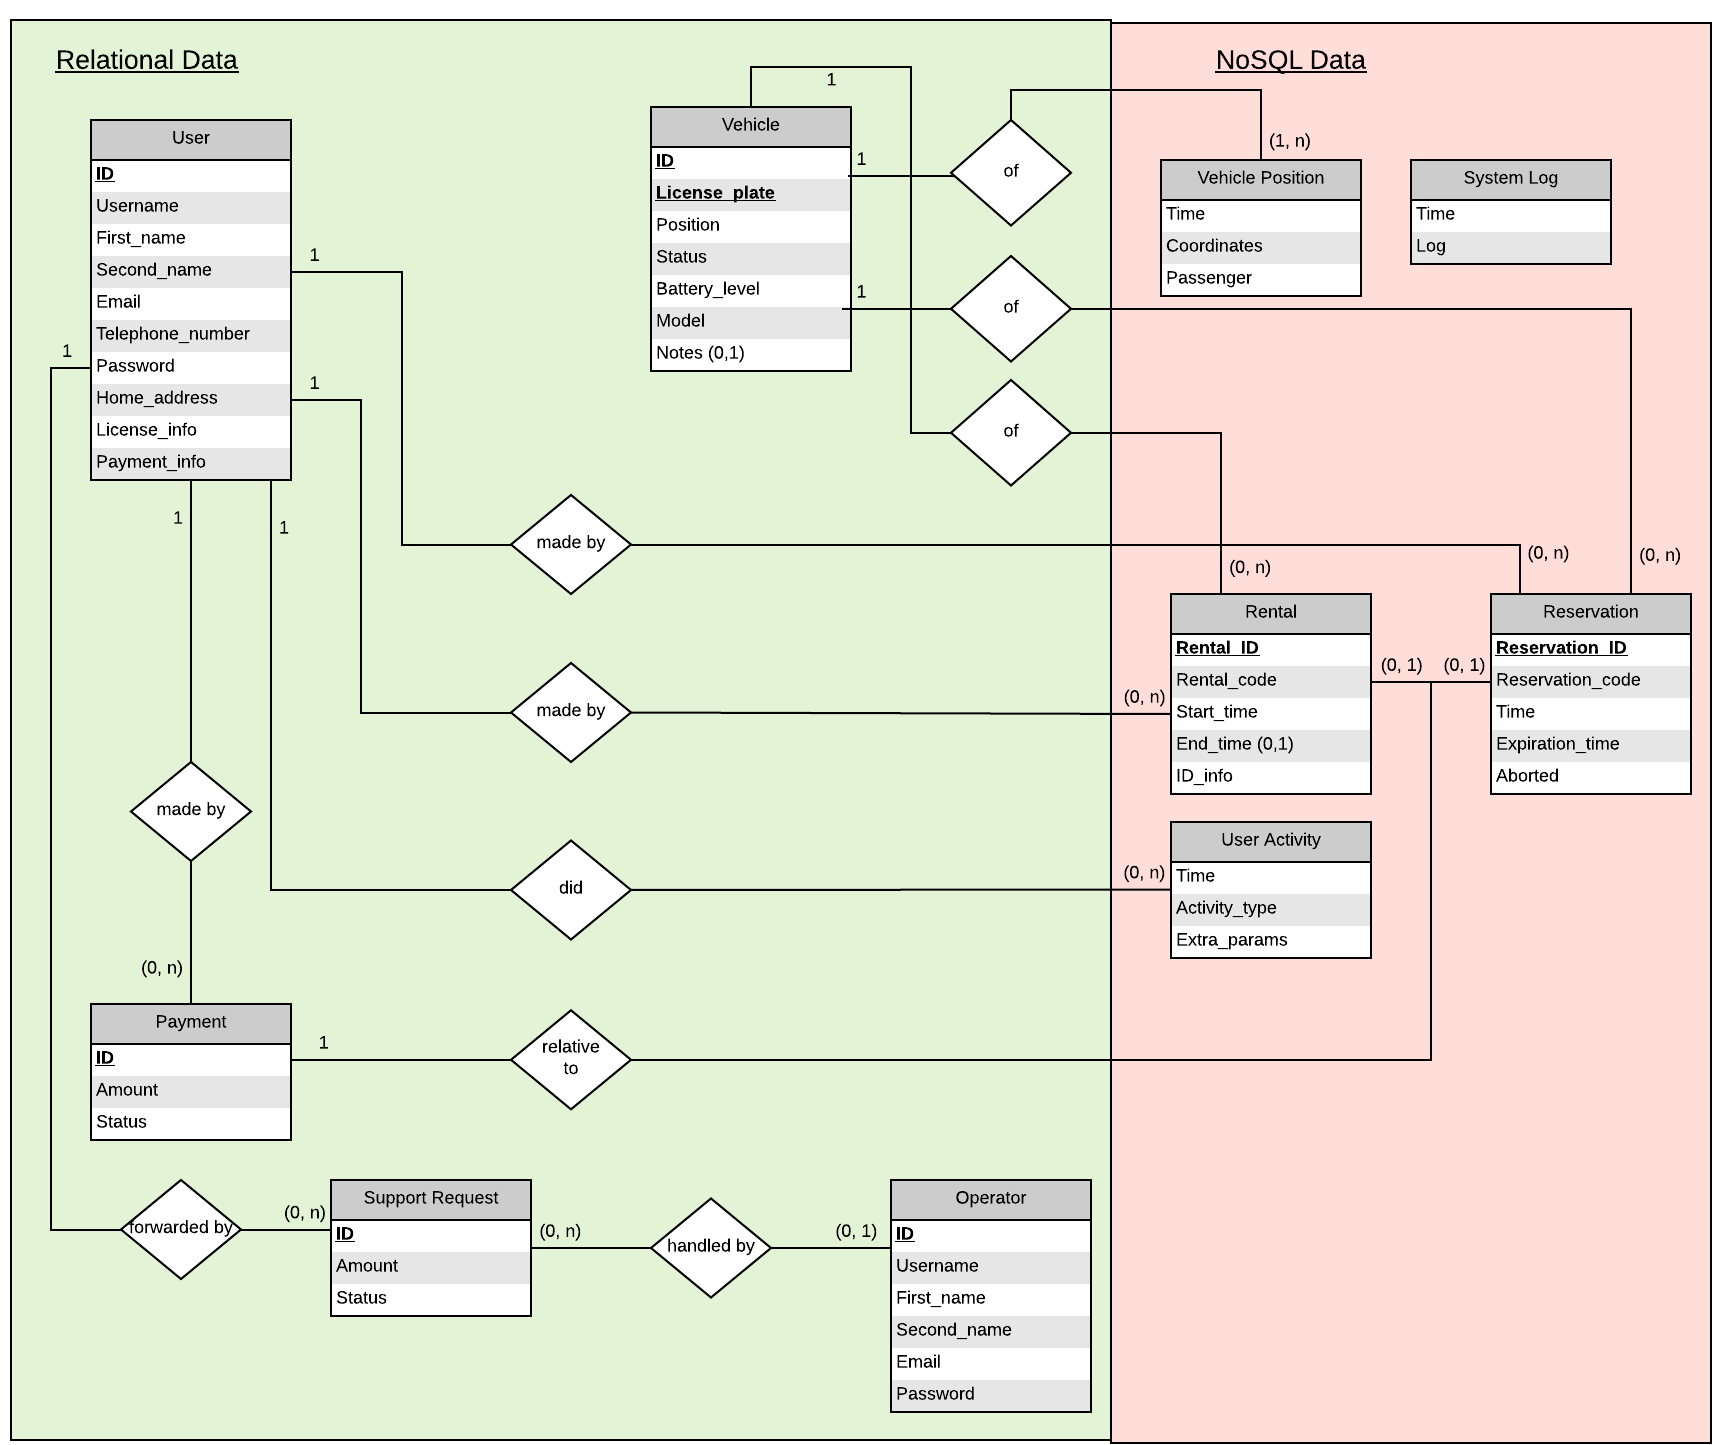 Relational Data
NoSQL Data
1
Vehicle
ID
License_plate
Position
Status
Battery_level
Model
Notes (0,1)
1
1
of
of
of
(1, n)
Vehicle Position
Time
Coordinates
Passenger
System Log
Time
Log
User
ID
Username
First_name
Second_name
Email
Telephone_number
Password
Home_address
License_info
Payment_info
1
1
1
1
1
made by
made by
made by
did
(0, n)
(0, n)
(0, n)
Rental
Rental_ID
Rental_code
Start_time
End_time (0,1)
ID_info
(0, n)
(0, 1)
(0, 1)
Reservation
Reservation_ID
Reservation_code
Time
Expiration_time
Aborted
User Activity
Time
Activity_type
Extra_params
(0, n)
(0, n)
Payment
ID
Amount
Status
1
relative
to
forwarded by
(0, n)
Support Request
ID
Amount
Status
(0, n)
handled by
(0, 1)
Operator
ID
Username
First_name
Second_name
Email
Password